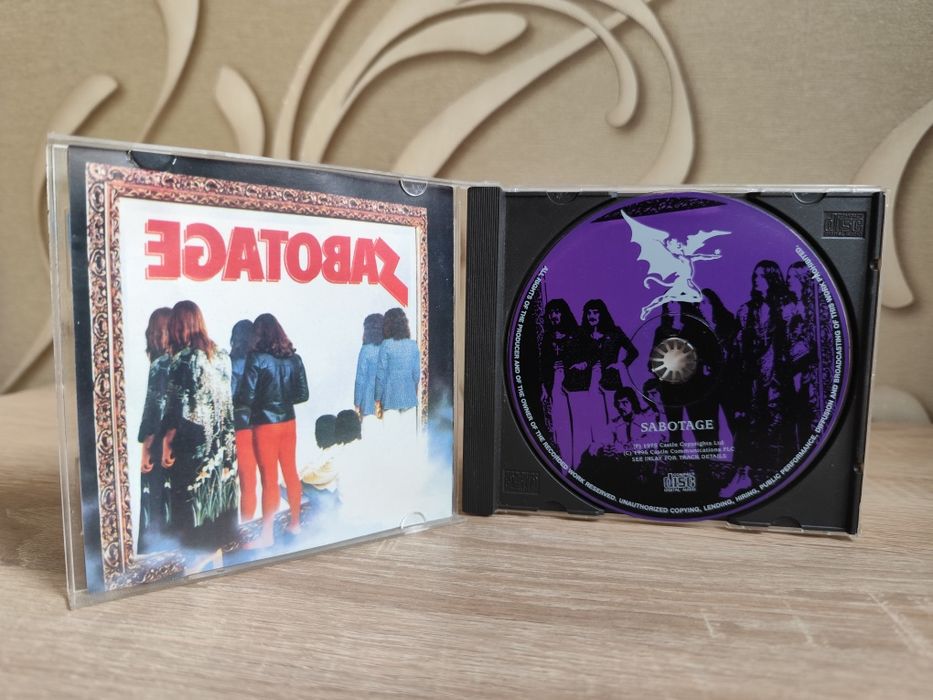 SABOTAGE
ALL RIGHTS OF THE PRODUCER AND OF THE OWNER OF THE RECORDED WORK RESERVED. UNAUTHORIZED COPYING, LENDING, HIRING, PUBLIC PERFORMANCE, DIFFUSION AND BROADCASTING OF THIS WORK PROHIBITED.
SABOTAGE
(P) 1975 Castle Copyrights Ltd
(C) 1996 Castle Communications PLC
SEE INLAY FOR TRACK DETAILS
COMPACT
disc
DIGITAL AUDIO
disc